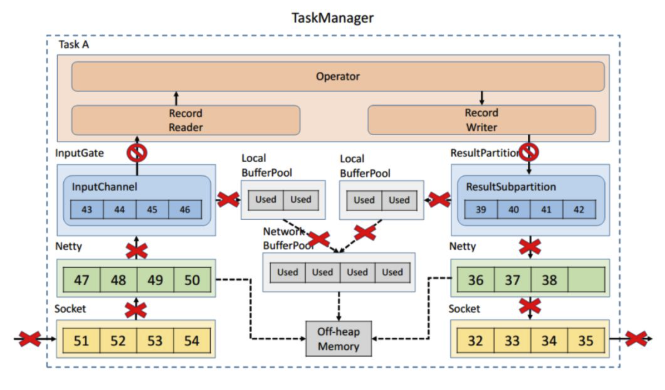 TaskManager
Task A
Operator
Record
Reader
Record
Writer
InputGate
Local
BufferPool
Local
BufferPool
ResultPartition
InputChannel
43 44 45 46
Used Used
Used Used
ResultSubpartition
39 40 41 42
Netty
Network
BufferPool
Netty
47 48 49 50
Used Used Used Used
36 37 38
Socket
Socket
51 52 53 54
Off-heap
Memory
32 33 34 35